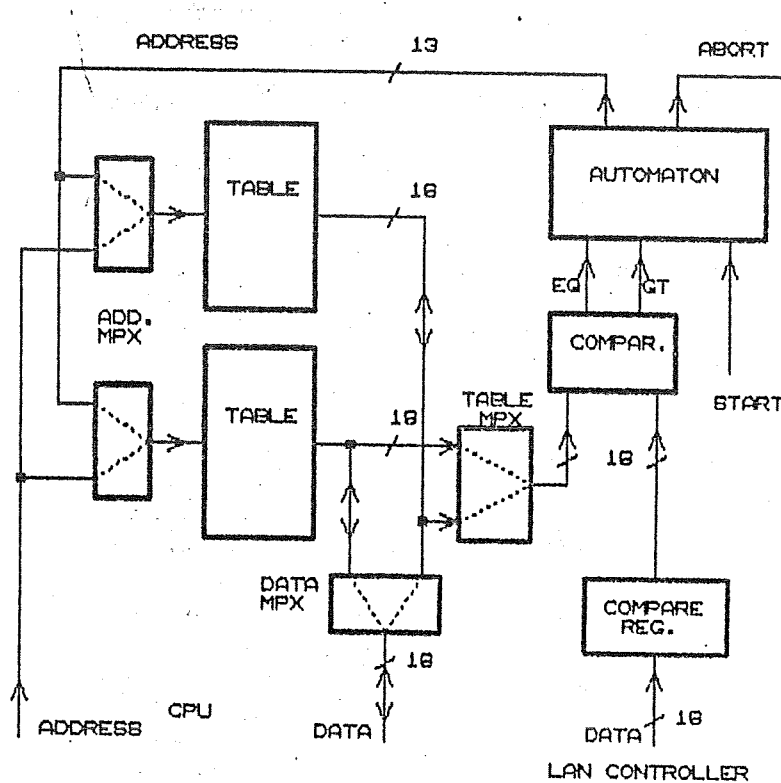 ADDRESS
13
ABORT
TABLE
16
AUTOMATON
EQ
GT
ADD.
MPX
COMPAR.
START
TABLE
16
TABLE
MPX
16
DATA
MPX
COMPARE
REG.
16
16
ADDRESS
CPU
DATA
DATA
LAN CONTROLLER